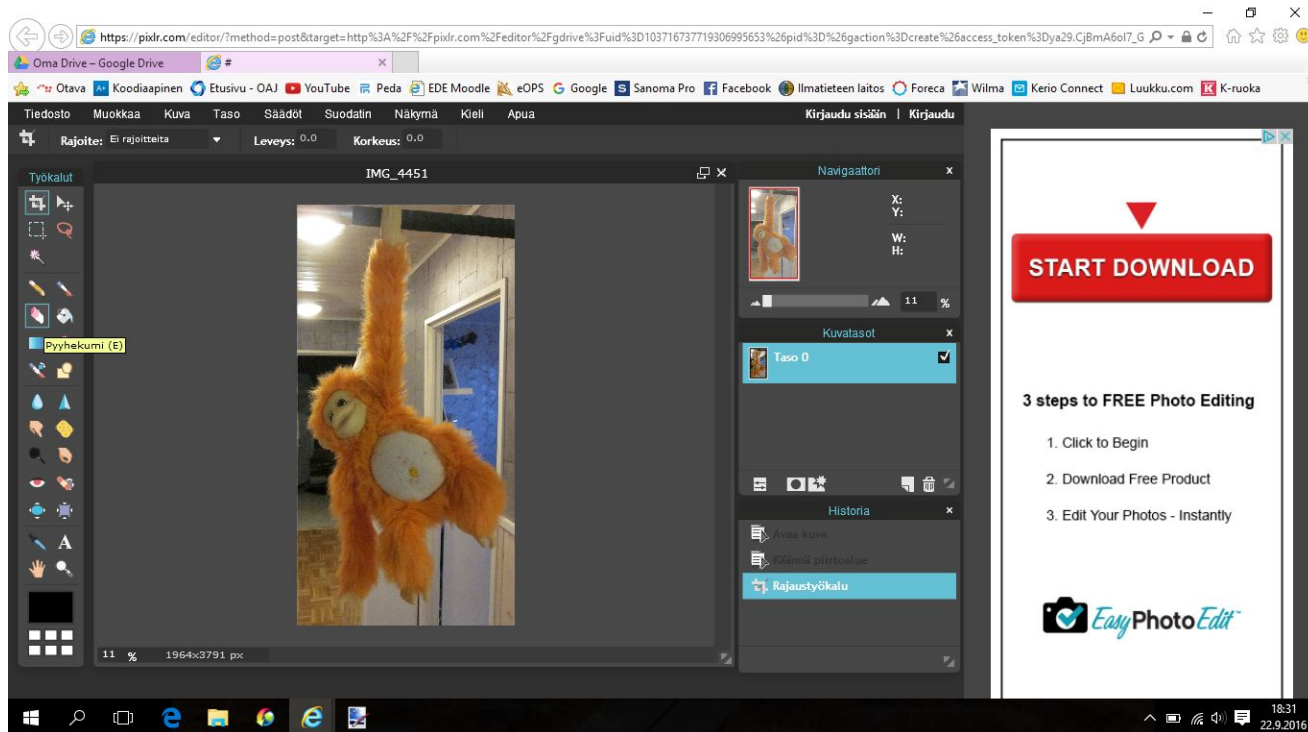 https://pixlr.com/editor/?method=post&target=http%3A%2F%2Fpixlr.com%2Feditor%2Fgdrive%3Fuid%3D103716737719306995653%26pid%3D%26gaction%3Dcreate%26access_token%3Dya29.CjBmA6oI7_G
Oma Drive – Google Drive
#
Otava Koodiaapinen Etusivu - OAJ YouTube Peda EDE Moodle eOPS Google Sanoma Pro Facebook Ilmatieteen laitos Foreca Wilma Kerio Connect Luukku.com K-ruoka
Tiedosto Muokkaa Kuva Taso Säädöt Suodatin Näkymä Kieli Apua Kirjaudu sisään | Kirjaudu
Rajoite: Ei rajoitteita Leveys: 0.0 Korkeus: 0.0
Työkalut
IMG_4451
Pyyhekumi (E)
A
11 % 1964x3791 px
Navigaattori x
X:
Y:
W:
H:
11 %
Kuvatasot x
Taso 0
Historia x
Avaa kuva
Käännä piirtoalue
Rajaustyökalu
START DOWNLOAD
3 steps to FREE Photo Editing
1. Click to Begin
2. Download Free Product
3. Edit Your Photos - Instantly
EasyPhotoEdit
18:31
22.9.2016